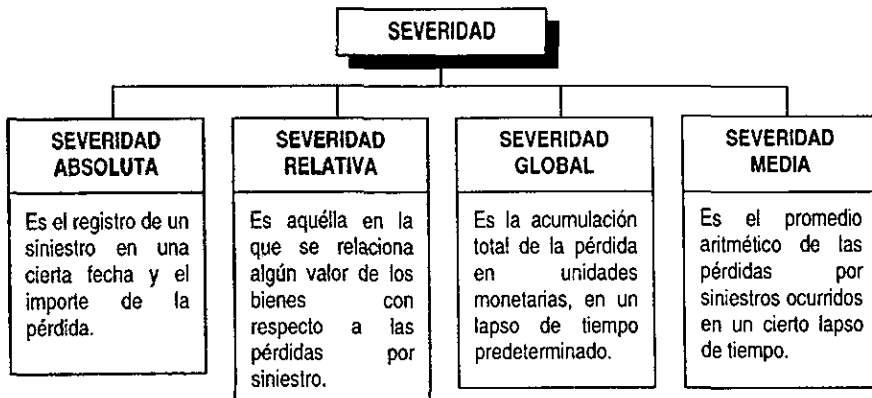 SEVERIDAD
SEVERIDAD
ABSOLUTA
Es el registro de un
siniestro en una
cierta fecha y el
importe de la
pérdida.
SEVERIDAD
RELATIVA
Es aquélla en la
que se relaciona
algún valor de los
bienes con
respecto a las
pérdidas por
siniestro.
SEVERIDAD
GLOBAL
Es la acumulación
total de la pérdida
en unidades
monetarias, en un
lapso de tiempo
predeterminado.
SEVERIDAD
MEDIA
Es el promedio
aritmético de las
pérdidas por
siniestros ocurridos
en un cierto lapso
de tiempo.